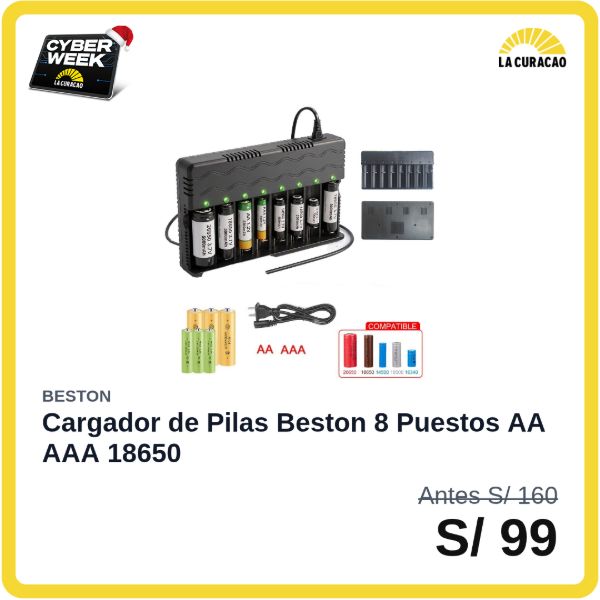 CYBER
WEEK
LA CURACAO
LA CURACAO
COMPATIBLE
AA AAA
BESTON
Cargador de Pilas Beston 8 Puestos AA
AAA 18650
Antes S/ 160
S/ 99